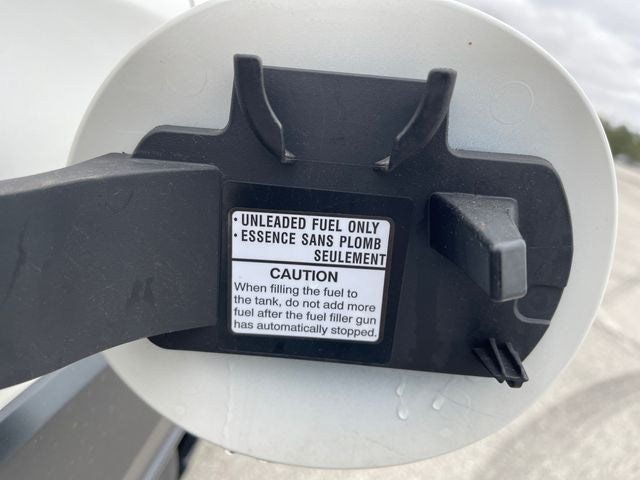 • UNLEADED FUEL ONLY
• ESSENCE SANS PLOMB
SEULEMENT
CAUTION
When filling the fuel to
the tank, do not add more
fuel after the fuel filler gun
has automatically stopped.